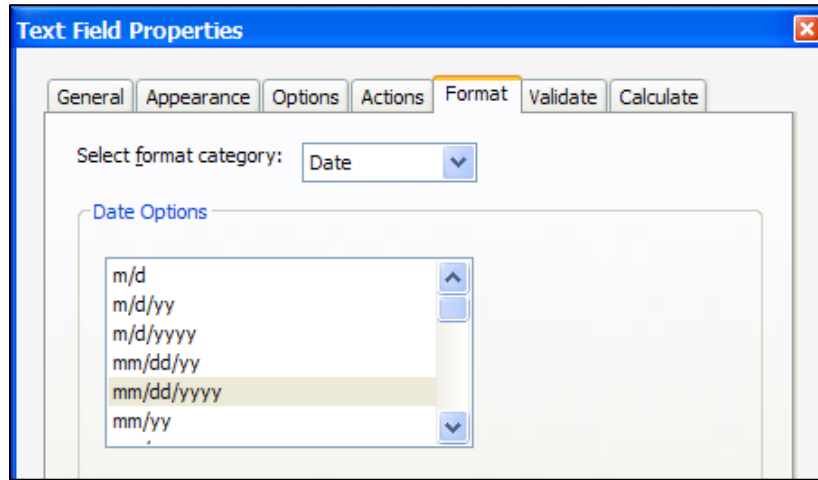 Text Field Properties
General Appearance Options Actions Format Validate Calculate
Select format category: Date
Date Options
m/d
m/d/yy
m/d/yyyy
mm/dd/yy
mm/dd/yyyy
mm/yy